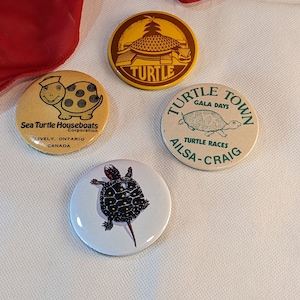 TURTLE
Sea Turtle Houseboats
Corporation
LIVELY, ONTARIO
CANADA
TURTLE TOWN
GALA DAYS
TURTLE RACES
AILSA-CRAIG